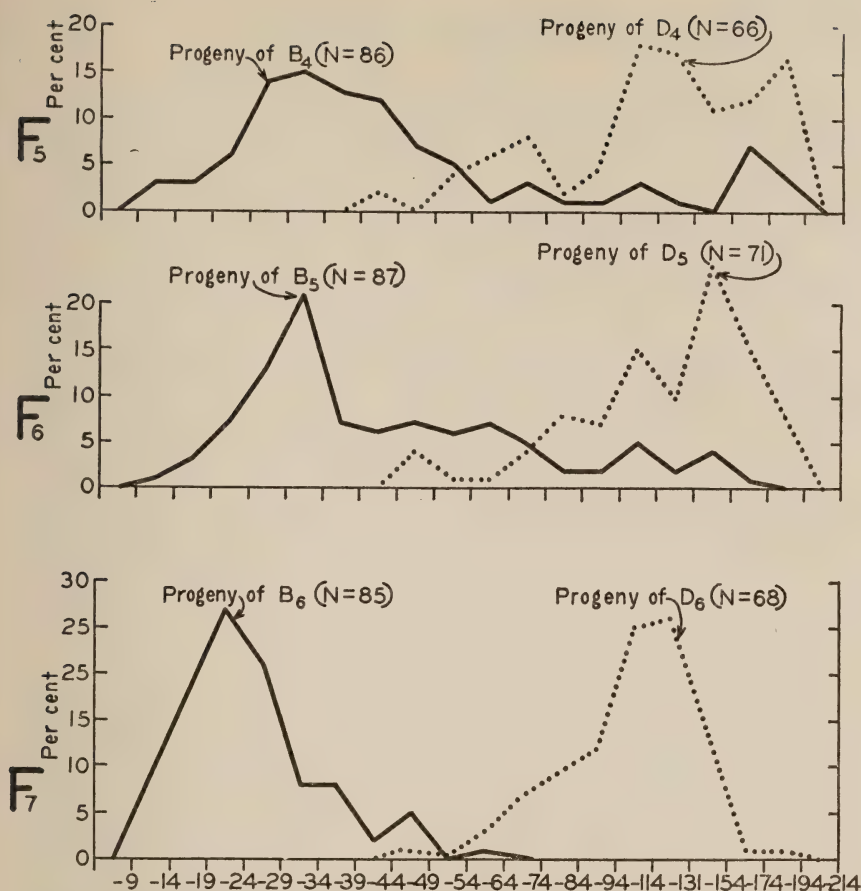 F5
Per cent
20
15
10
5
0
Progeny of B4 (N=86)
Progeny of D4 (N=66)
F6
Per cent
20
15
10
5
0
Progeny of B5 (N=87)
Progeny of D5 (N=71)
F7
Per cent
30
25
25
15
10
5
0
Progeny of B6 (N=85)
Progeny of D6 (N=68)
-9 -14 -19 -24 -29 -34 -39 -44 -49 -54 -64 -74 -84 -94 -114 -131 -154 -174 -194 -214